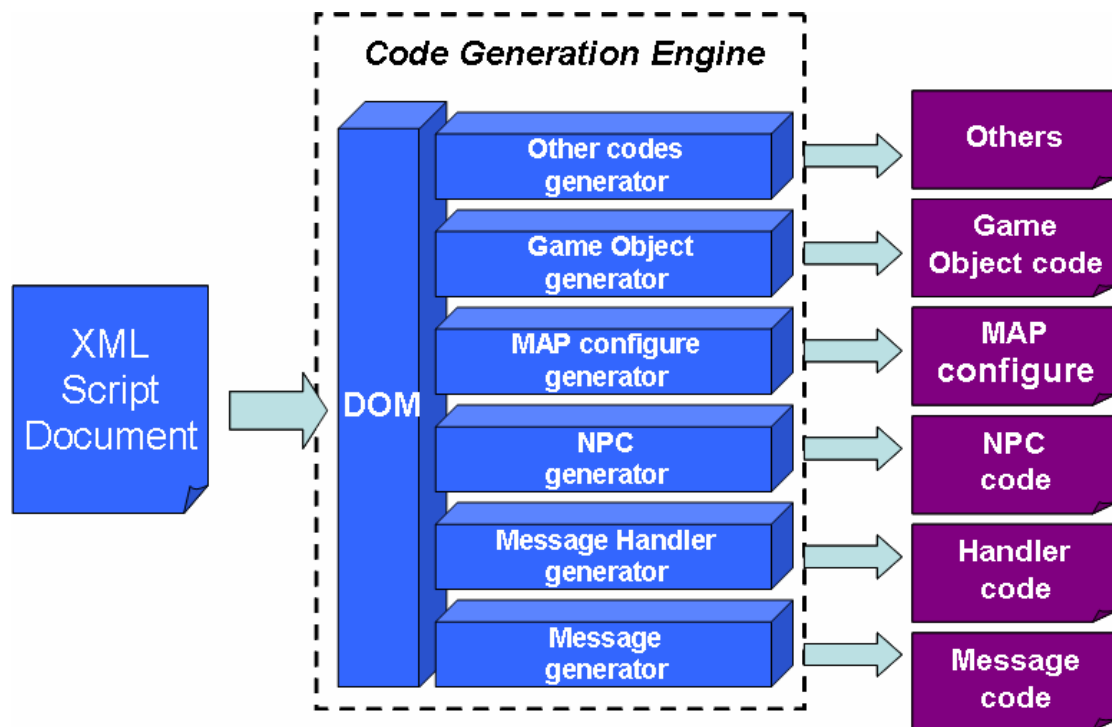 Code Generation Engine
XML
Script
Document
DOM
Other codes
generator
Game Object
generator
MAP configure
generator
NPC
generator
Message Handler
generator
Message
generator
Others
Game
Object code
MAP
configure
NPC
code
Handler
code
Message
code